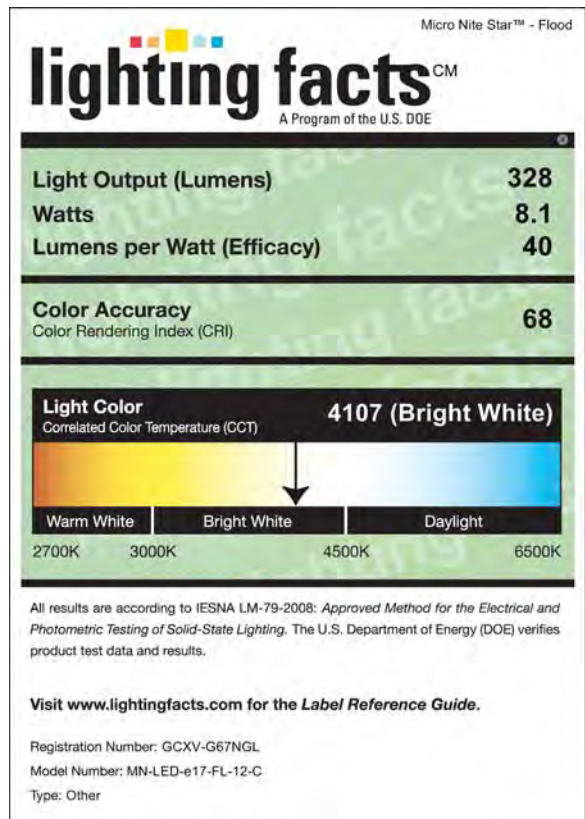 Micro Nite Star™ - Flood
lighting facts℠
A Program of the U.S. DOE
Light Output (Lumens) 328
Watts 8.1
Lumens per Watt (Efficacy) 40
Color Accuracy
Color Rendering Index (CRI) 68
Light Color
Correlated Color Temperature (CCT) 4107 (Bright White)
Warm White Bright White Daylight
2700K 3000K 4500K 6500K
All results are according to IESNA LM-79-2008: Approved Method for the Electrical and
Photometric Testing of Solid-State Lighting. The U.S. Department of Energy (DOE) verifies
product test data and results.
Visit www.lightingfacts.com for the Label Reference Guide.
Registration Number: GCXV-G67NGL
Model Number: MN-LED-e17-FL-12-C
Type: Other